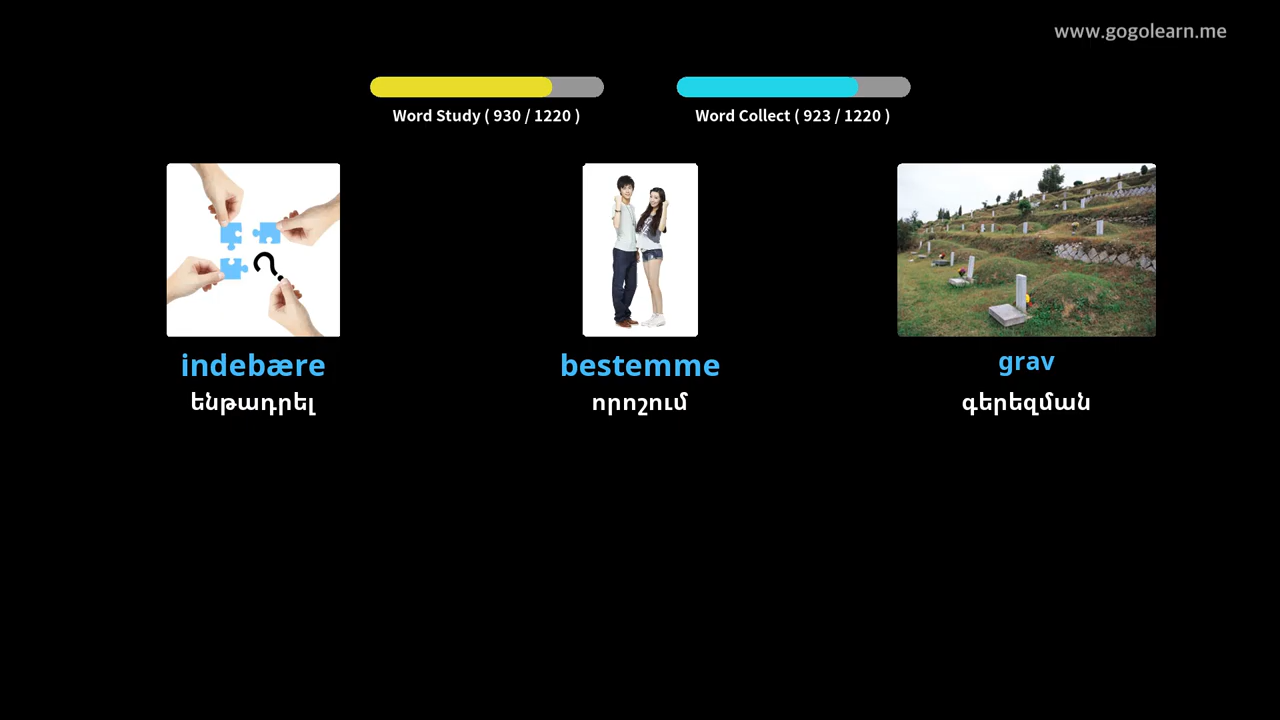 www.gogolearn.me
Word Study ( 930 / 1220 )
Word Collect ( 923 / 1220 )
indebære
bestemme
grav
ենթադրել
որոշում
գերեզման